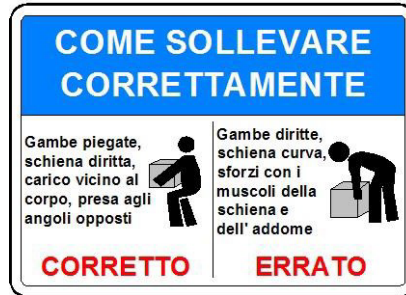 COME SOLLEVARE
CORRETTAMENTE
Gambe piegate,
schiena diritta,
carico vicino al
corpo, presa agli
angoli opposti
CORRETTO
Gambe diritte,
schiena curva,
sforzi con i
muscoli della
schiena e
dell' addome
ERRATO